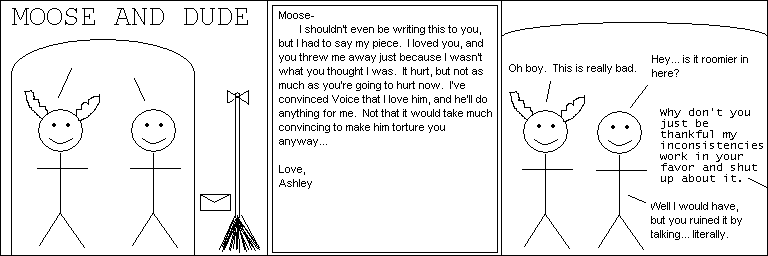 MOOSE AND DUDE
Moose-
I shouldn't even be writing this to you,
but I had to say my piece. I loved you, and
you threw me away just because I wasn't
what you thought I was. It hurt, but not as
much as you're going to hurt now. I've
convinced Voice that I love him, and he'll do
anything for me. Not that it would take much
convincing to make him torture you
anyway...
Love,
Ashley
Oh boy. This is really bad.
Hey... is it roomier in
here?
Why don't you
just be
thankful my
inconsistencies
work in your
favor and shut
up about it.
Well I would have,
but you ruined it by
talking... literally.